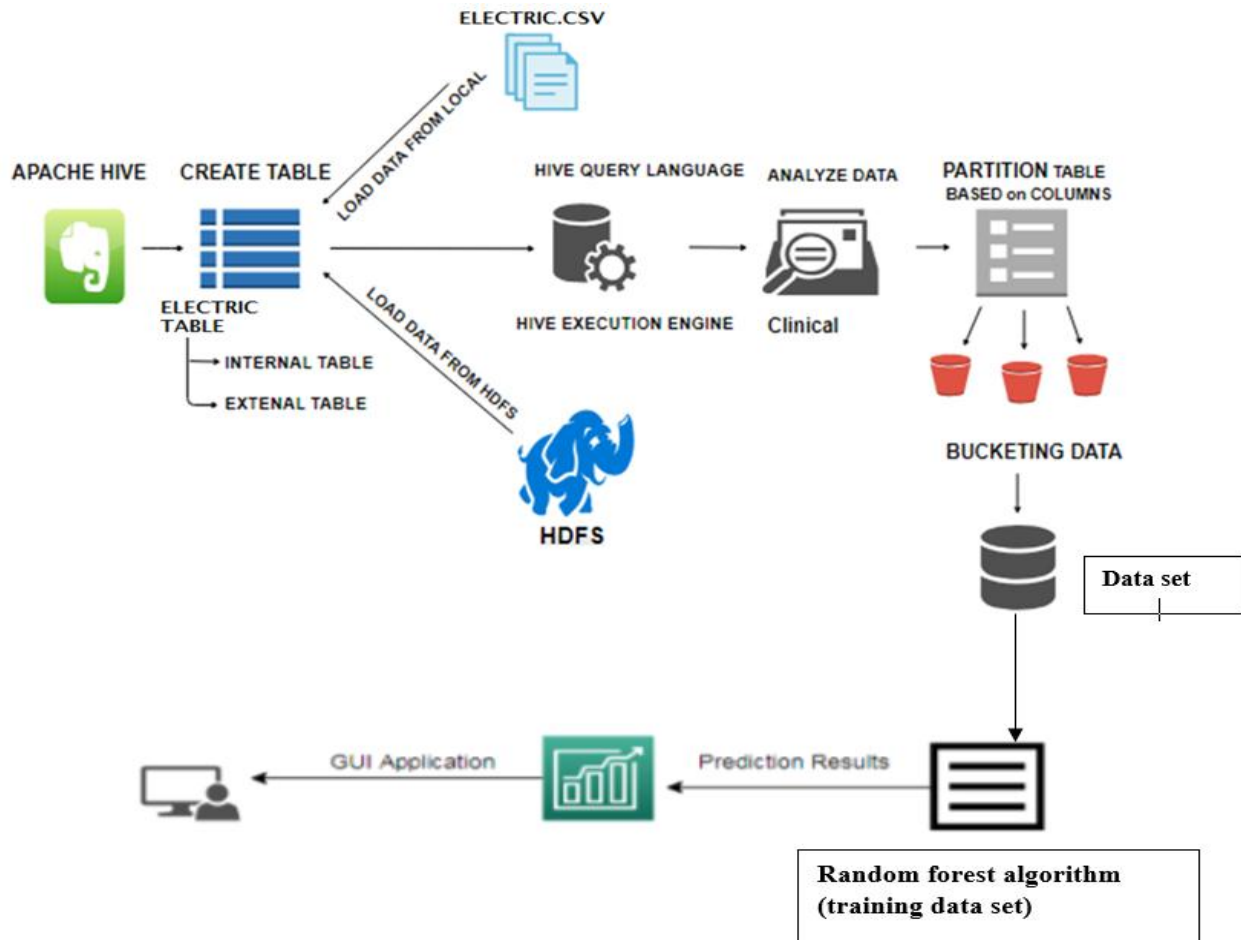 ELECTRIC.CSV
LOAD DATA FROM LOCAL
APACHE HIVE
CREATE TABLE
HIVE QUERY LANGUAGE
ANALYZE DATA
PARTITION TABLE
BASED on COLUMNS
ELECTRIC
TABLE
INTERNAL TABLE
EXTENAL TABLE
LOAD DATA FROM HDFS
HIVE EXECUTION ENGINE
Clinical
HDFS
BUCKETING DATA
Data set
GUI Application
Prediction Results
Random forest algorithm
(training data set)